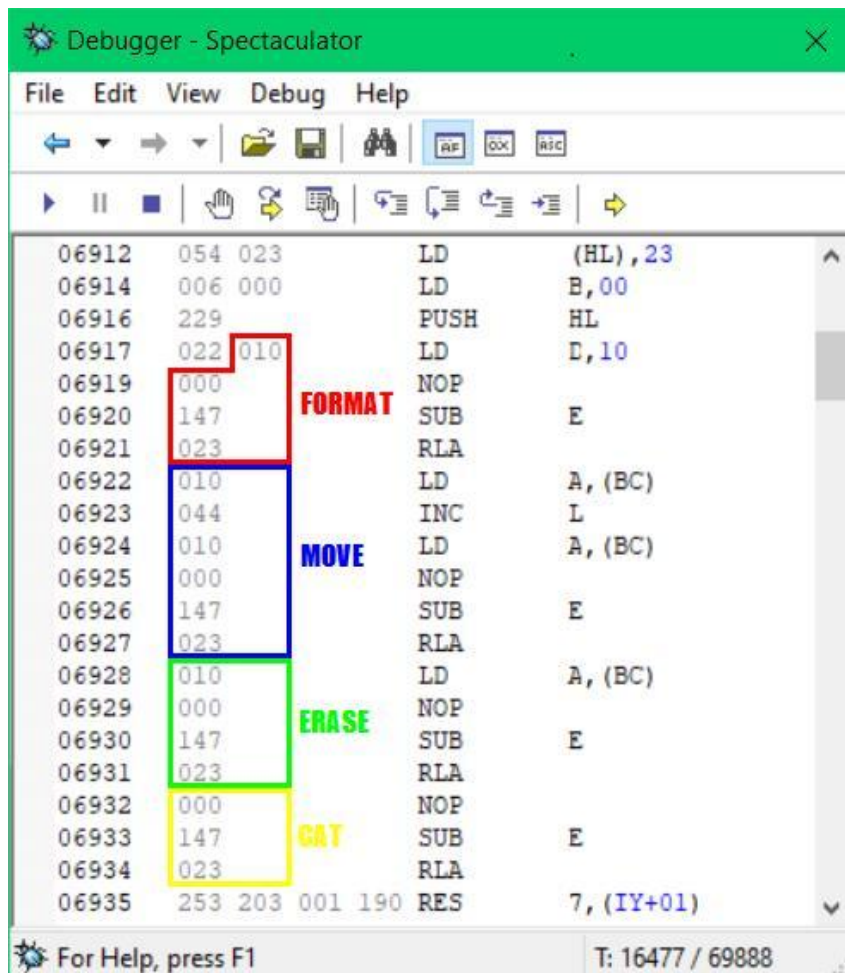 Debugger - Spectaculator
File Edit View Debug Help
06912 054 023 LD (HL),23
06914 006 000 LD B,00
06916 229 PUSH HL
06917 022 010 LD D,10
06919 000 NOP
FORMAT
06920 147 SUB E
06921 023 RLA
06922 010 LD A,(BC)
06923 044 INC L
06924 010 LD A,(BC)
MOVE
06925 000 NOP
06926 147 SUB E
06927 023 RLA
06928 010 LD A,(BC)
06929 000 NOP
ERASE
06930 147 SUB E
06931 023 RLA
06932 000 NOP
06933 147 CAT SUB E
06934 023 RLA
06935 253 203 001 190 RES 7,(IY+01)
For Help, press F1 T: 16477 / 69888